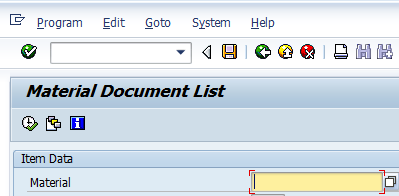 Program Edit Goto System Help
Material Document List
Item Data
Material